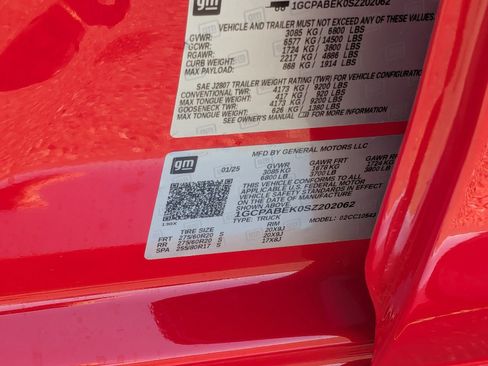 gm
1GCPABEK0SZ202062
VEHICLE AND TRAILER MUST NOT EXCEED ANY OF THESE
GVWR: 3085 KG / 6800 LBS
GCWR: 6577 KG / 14500 LBS
RGAWR: 1724 KG / 3800 LBS
CURB WEIGHT: 2217 KG / 4886 LBS
MAX PAYLOAD: 868 KG / 1914 LBS
SAE J2807 TRAILER WEIGHT RATING (TWR) FOR VEHICLE CONFIGURATION
CONVENTIONAL TWR: 4173 KG / 9200 LBS
MAX TONGUE WEIGHT: 417 KG / 920 LBS
GOOSENECK TWR: 4173 KG / 9200 LBS
MAX TONGUE WEIGHT: 626 KG / 1380 LBS
SEE OWNER'S MANUAL FOR MORE INFORMATION
gm
MFD BY GENERAL MOTORS LLC
01/25 GVWR GAWR FRT GAWR RR
3085 KG 1678 KG 1724 KG
6800 LB 3700 LB 3800 LB
THIS VEHICLE CONFORMS TO ALL
APPLICABLE U.S. FEDERAL MOTOR
VEHICLE SAFETY STANDARDS IN EFFECT
ON THE DATE OF MANUFACTURE
SHOWN ABOVE.
1GCPABEK0SZ202062
TYPE: TRUCK MODEL:
TIRE SIZE RIM
FRT 275/60R20 S 20X9J
RR 275/60R20 S 20X9J
SPA 255/80R17 S 17X8J